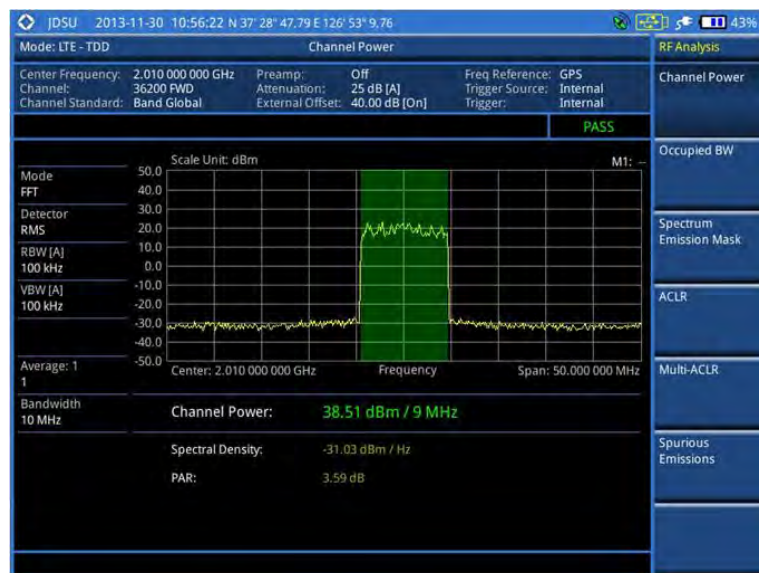 JDSU 2013-11-30 10:56:22 N 37' 28" 47.79 E 126' 53" 9.76 43%
Mode: LTE - TDD Channel Power RF Analysis
Center Frequency: 2.010 000 000 GHz Preamp: Off Freq Reference: GPS
Channel: 36200 FWD Attenuation: 25 dB [A] Trigger Source: Internal
Channel Standard: Band Global External Offset: 40.00 dB [On] Trigger: Internal
Channel Power
PASS
Scale Unit: dBm M1: --
Mode
FFT
Detector
RMS
RBW [A]
100 kHz
VBW [A]
100 kHz
Average: 1
1
Bandwidth
10 MHz
50.0
40.0
30.0
20.0
10.0
0.0
-10.0
-20.0
-30.0
-40.0
-50.0
Center: 2.010 000 000 GHz Frequency Span: 50.000 000 MHz
Channel Power: 38.51 dBm / 9 MHz
Spectral Density: -31.03 dBm / Hz
PAR: 3.59 dB
Occupied BW
Spectrum
Emission Mask
ACLR
Multi-ACLR
Spurious
Emissions